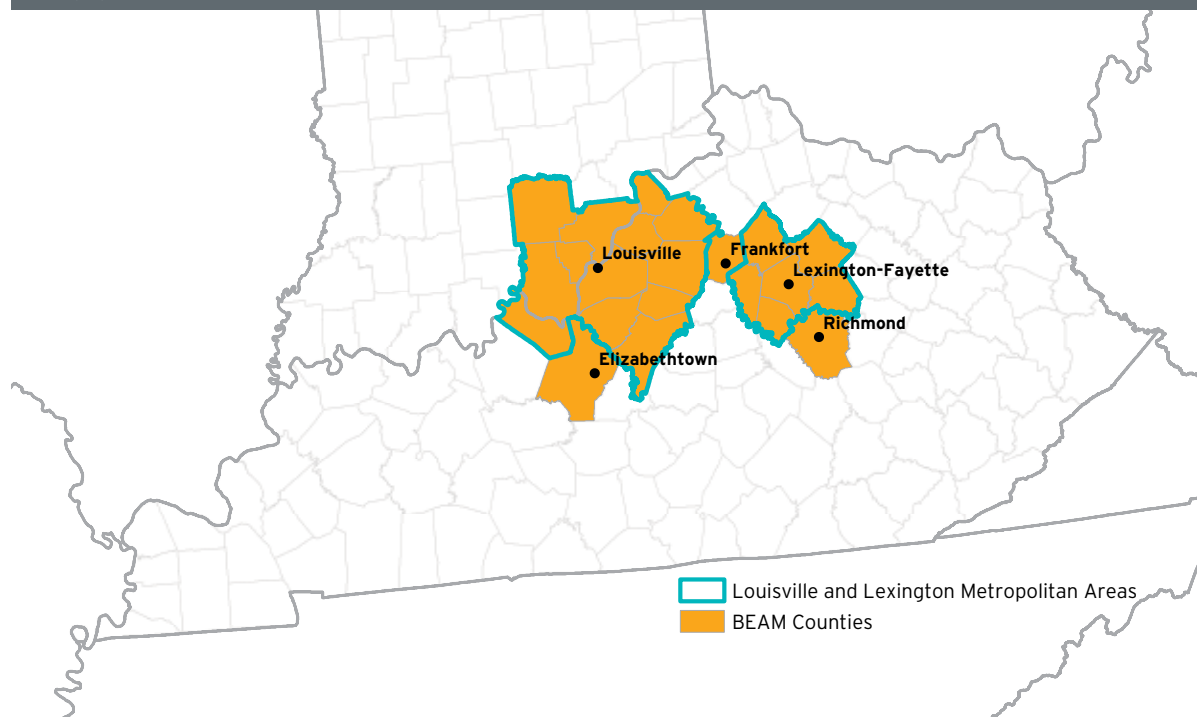 Louisville
Frankfort
Lexington-Fayette
Richmond
Elizabethtown
Louisville and Lexington Metropolitan Areas
BEAM Counties